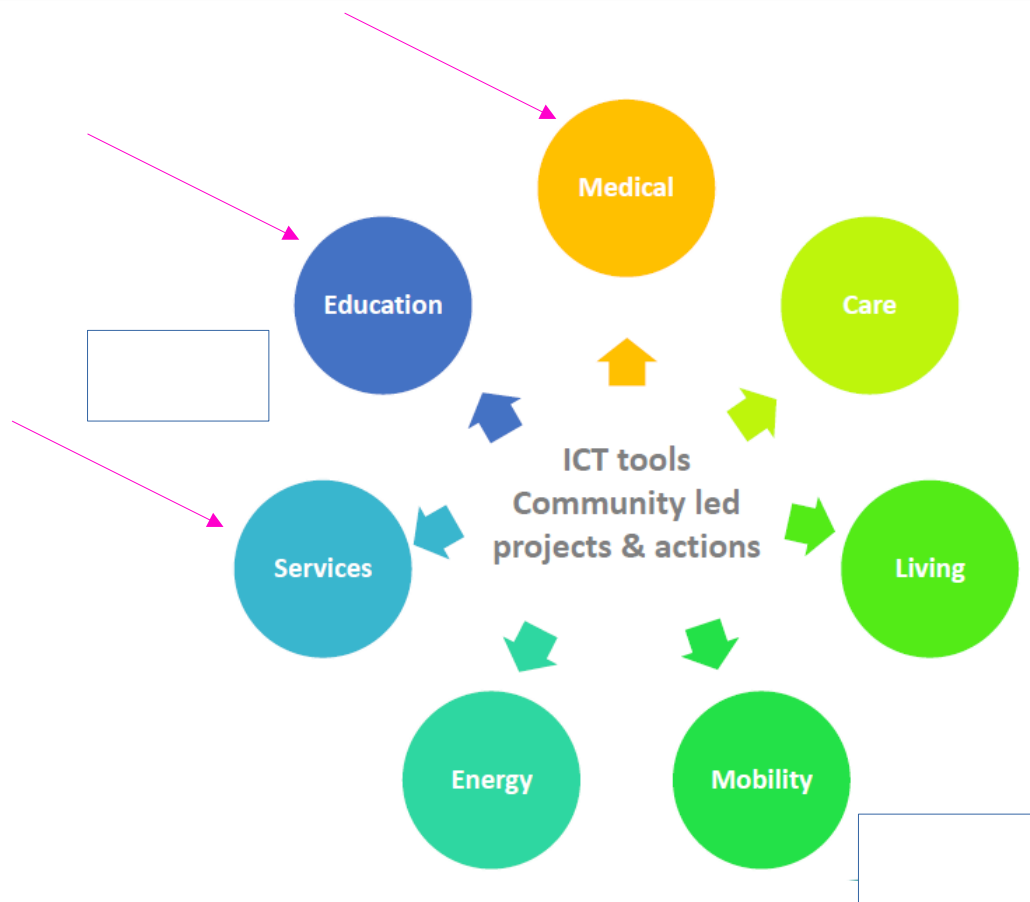 Medical
Education
Care
ICT tools
Community led
projects & actions
Services
Living
Energy
Mobility